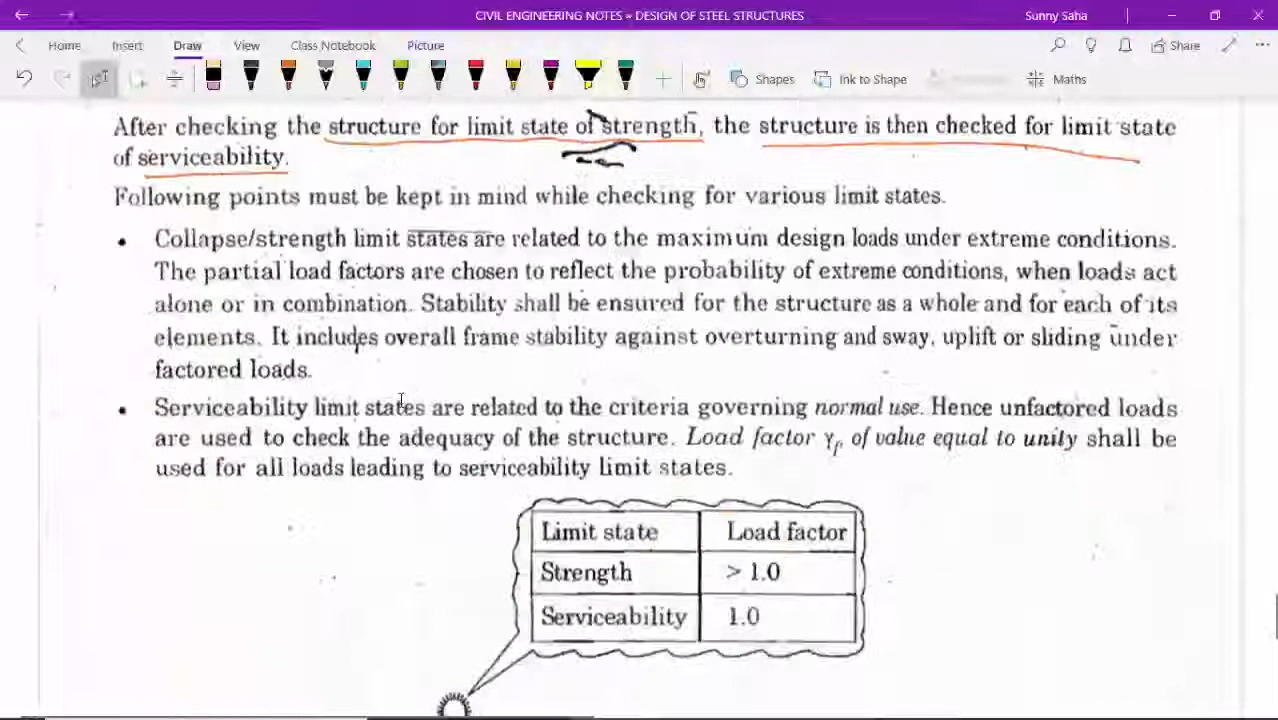 CIVIL ENGINEERING NOTES » DESIGN OF STEEL STRUCTURES
Sunny Saha
Home Insert Draw View Class Notebook Picture Share
Shapes Ink to Shape Maths
After checking the structure for limit state of strength, the structure is then checked for limit state
of serviceability.
Following points must be kept in mind while checking for various limit states.
• Collapse/strength limit states are related to the maximum design loads under extreme conditions.
The partial load factors are chosen to reflect the probability of extreme conditions, when loads act
alone or in combination. Stability shall be ensured for the structure as a whole and for each of its
elements. It includes overall frame stability against overturning and sway, uplift or sliding under
factored loads.
• Serviceability limit states are related to the criteria governing normal use. Hence unfactored loads
are used to check the adequacy of the structure. Load factor γf, of value equal to unity shall be
used for all loads leading to serviceability limit states.
Limit state Load factor
Strength > 1.0
Serviceability 1.0